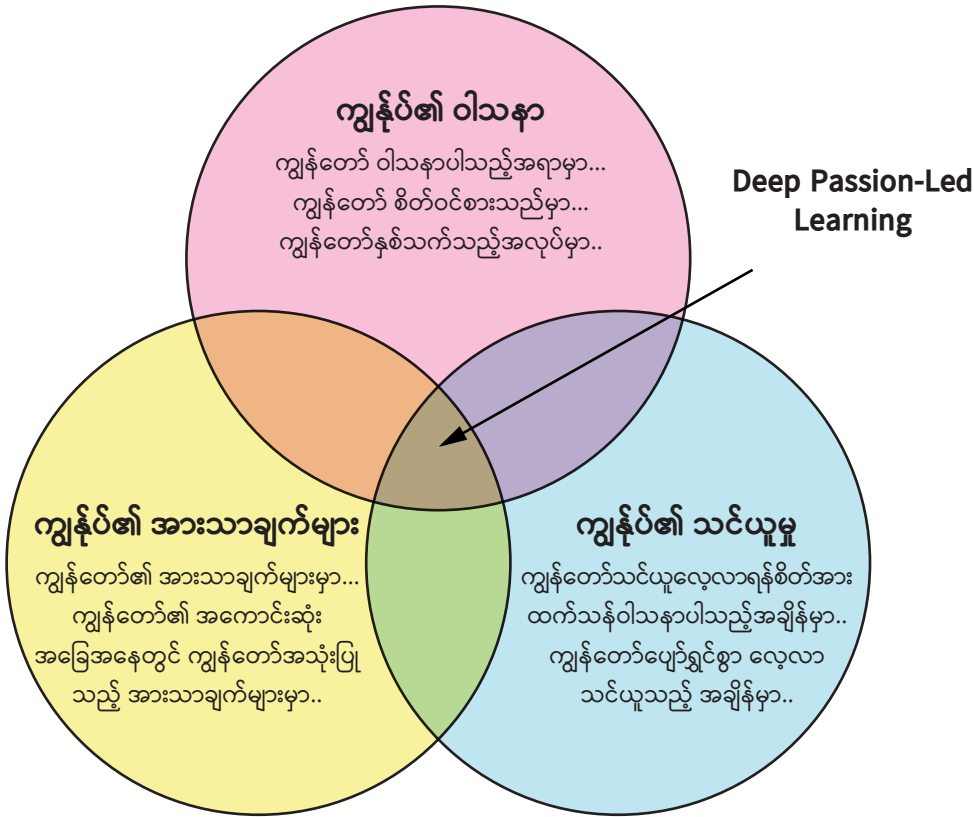 ကျွန်ုပ်၏ ဝါသနာ
ကျွန်တော် ဝါသနာပါသည့်အရာမှာ...
ကျွန်တော် စိတ်ဝင်စားသည်မှာ...
ကျွန်တော်နှစ်သက်သည့်အလုပ်မှာ..
Deep Passion-Led
Learning
ကျွန်ုပ်၏ အားသာချက်များ
ကျွန်တော်၏ အားသာချက်များမှာ...
ကျွန်တော်၏ အကောင်းဆုံး
အခြေအနေတွင် ကျွန်တော်အသုံးပြု
သည့် အားသာချက်များမှာ..
ကျွန်ုပ်၏ သင်ယူမှု
ကျွန်တော်သင်ယူလေ့လာရန်စိတ်အား
ထက်သန်ဝါသနာပါသည့်အချိန်မှာ..
ကျွန်တော်ပျော်ရွှင်စွာ လေ့လာ
သင်ယူသည့် အချိန်မှာ..